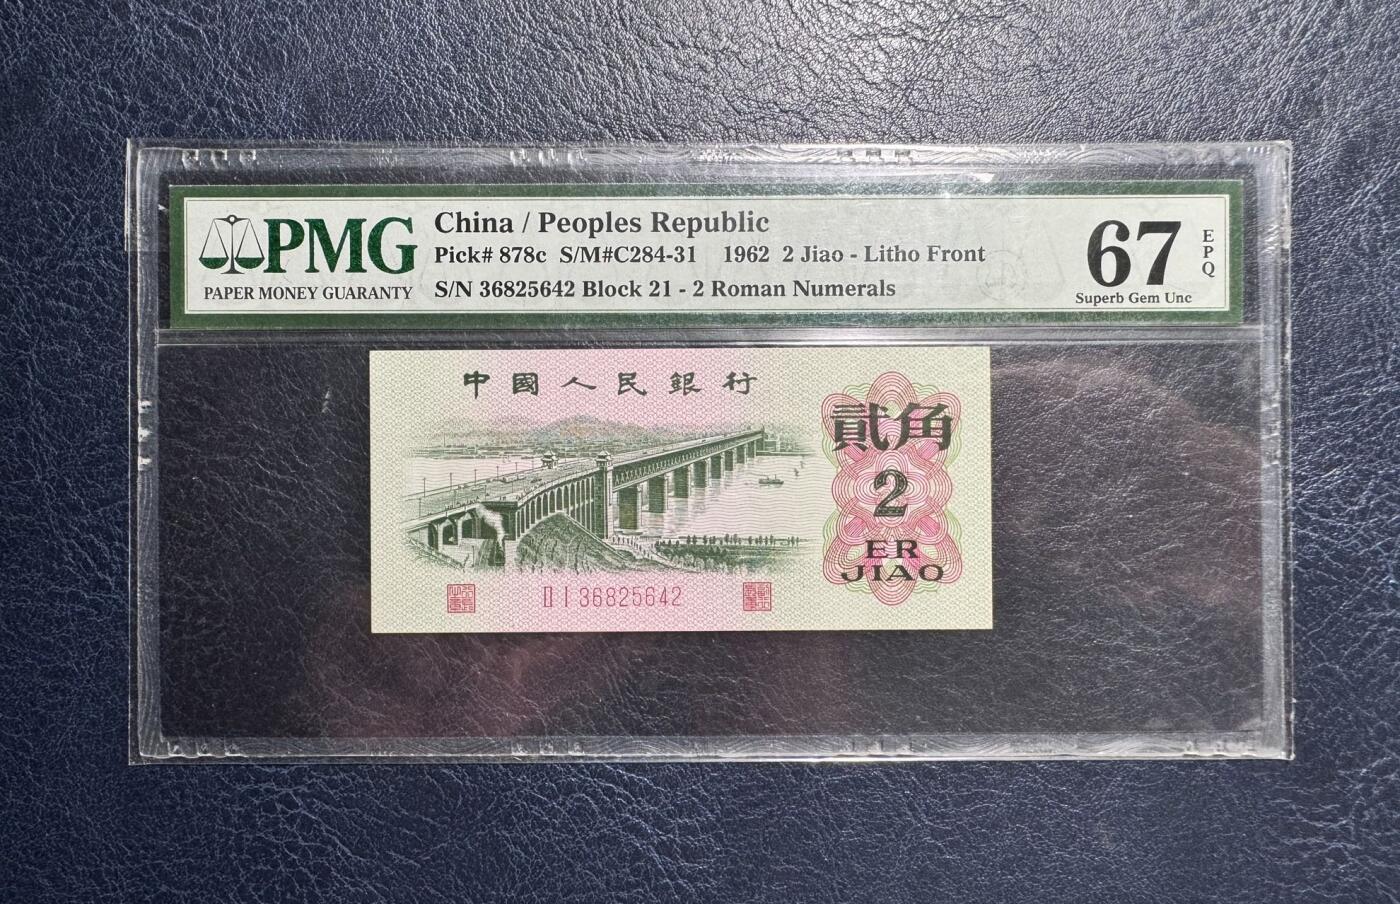 PMG
PAPER MONEY GUARANTY
China / Peoples Republic
Pick# 878c S/M#C284-31 1962 2 Jiao - Litho Front
S/N 36825642 Block 21 - 2 Roman Numerals
67
EPQ
Superb Gem Unc
中國人民銀行
貳角
2
ER
JIAO
II I 36825642